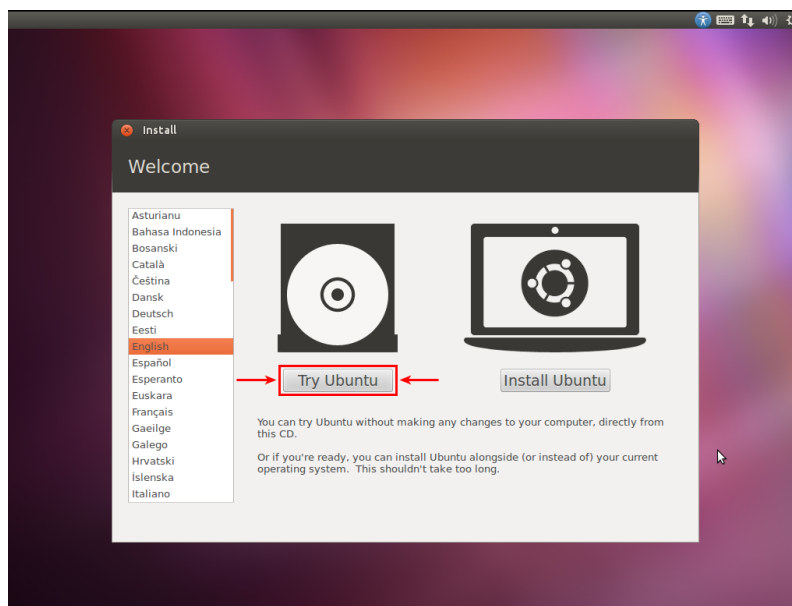 Install
Welcome
Asturianu
Bahasa Indonesia
Bosanski
Català
Čeština
Dansk
Deutsch
Eesti
English
Español
Esperanto
Euskara
Français
Gaeilge
Galego
Hrvatski
Íslenska
Italiano
Try Ubuntu
Install Ubuntu
You can try Ubuntu without making any changes to your computer, directly from
this CD.
Or if you're ready, you can install Ubuntu alongside (or instead of) your current
operating system. This shouldn't take too long.